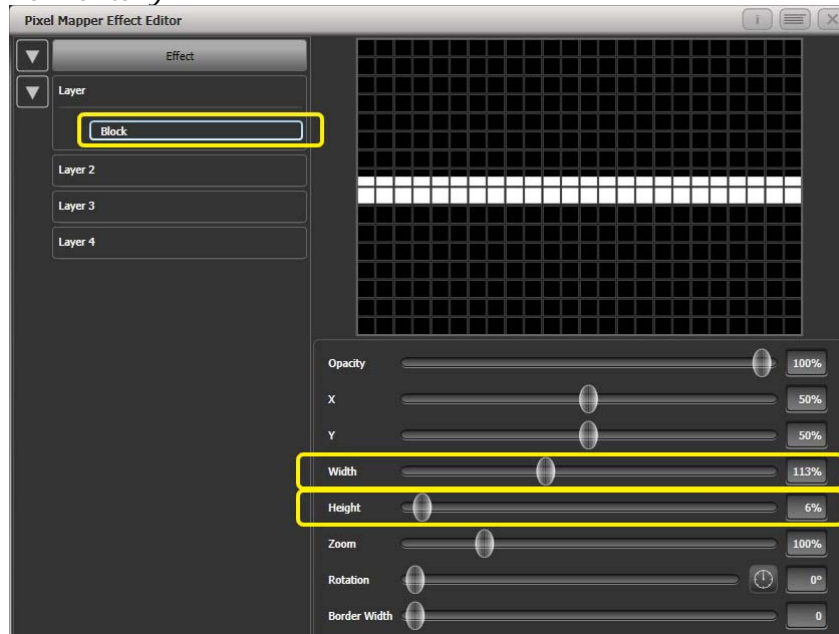 Pixel Mapper Effect Editor
Effect
Layer
Block
Layer 2
Layer 3
Layer 4
Opacity 100%
X 50%
Y 50%
Width 113%
Height 6%
Zoom 100%
Rotation 0°
Border Width 0